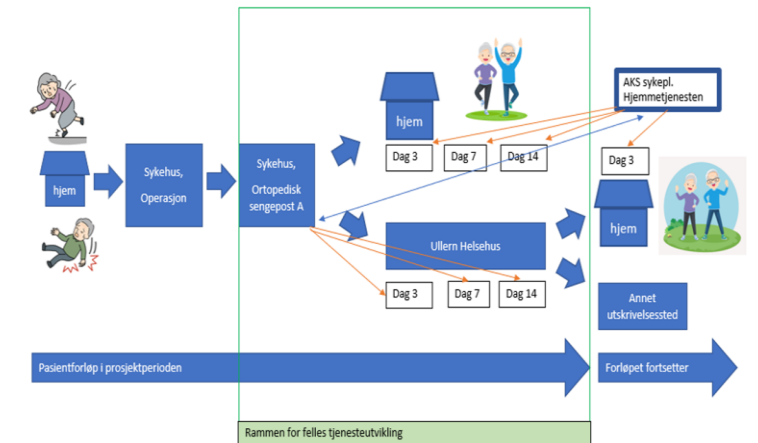 AKS sykepl.
Hjemmetjenesten
hjem
Dag 3
Dag 7
Dag 14
Dag 3
hjem
Sykehus,
Operasjon
Sykehus,
Ortopedisk
sengepost A
Ullern Helsehus
hjem
Dag 3
Dag 7
Dag 14
Annet
utskrivelsessted
Pasientforløp i prosjektperioden
Forløpet fortsetter
Rammen for felles tjenesteutvikling